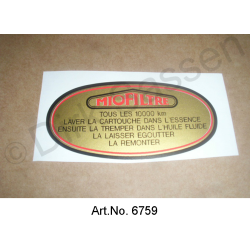 MIOFILTRE
TOUS LES 10000 km
LAVER LA CARTOUCHE DANS L'ESSENCE
ENSUITE LA TREMPER DANS L'HUILE FLUIDE
LA LAISSER EGOUTTER
LA REMONTER
Art.No. 6759